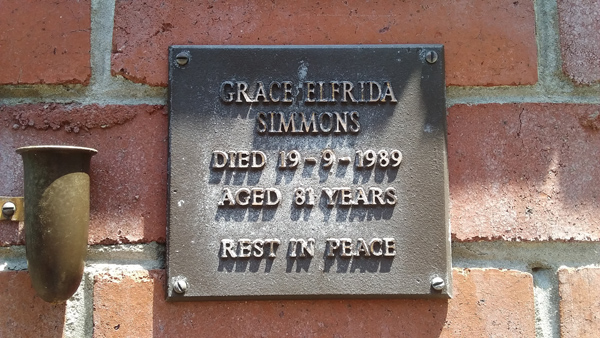 GRACE ELFRIDA
SIMMONS
DIED 19-9-1989
AGED 81 YEARS
REST IN PEACE